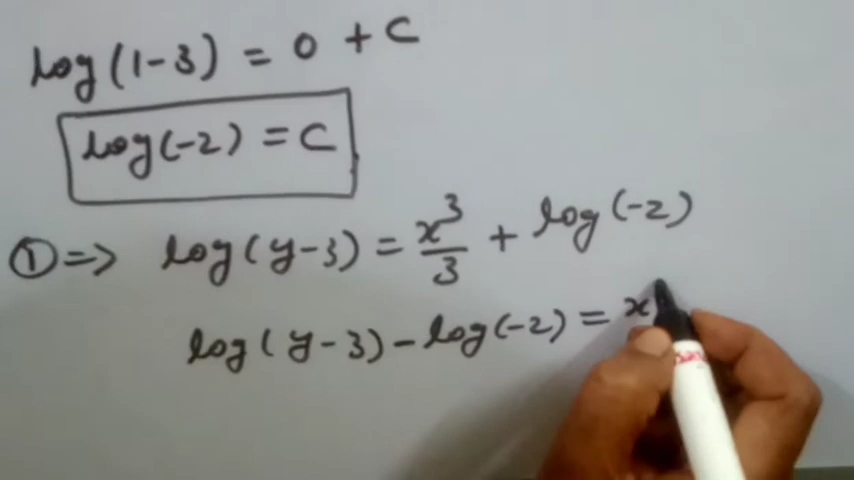 log(1-3) = 0 + C
log(-2) = C
① => log(y-3) = x³/3 + log(-2)
log(y-3) - log(-2) = x